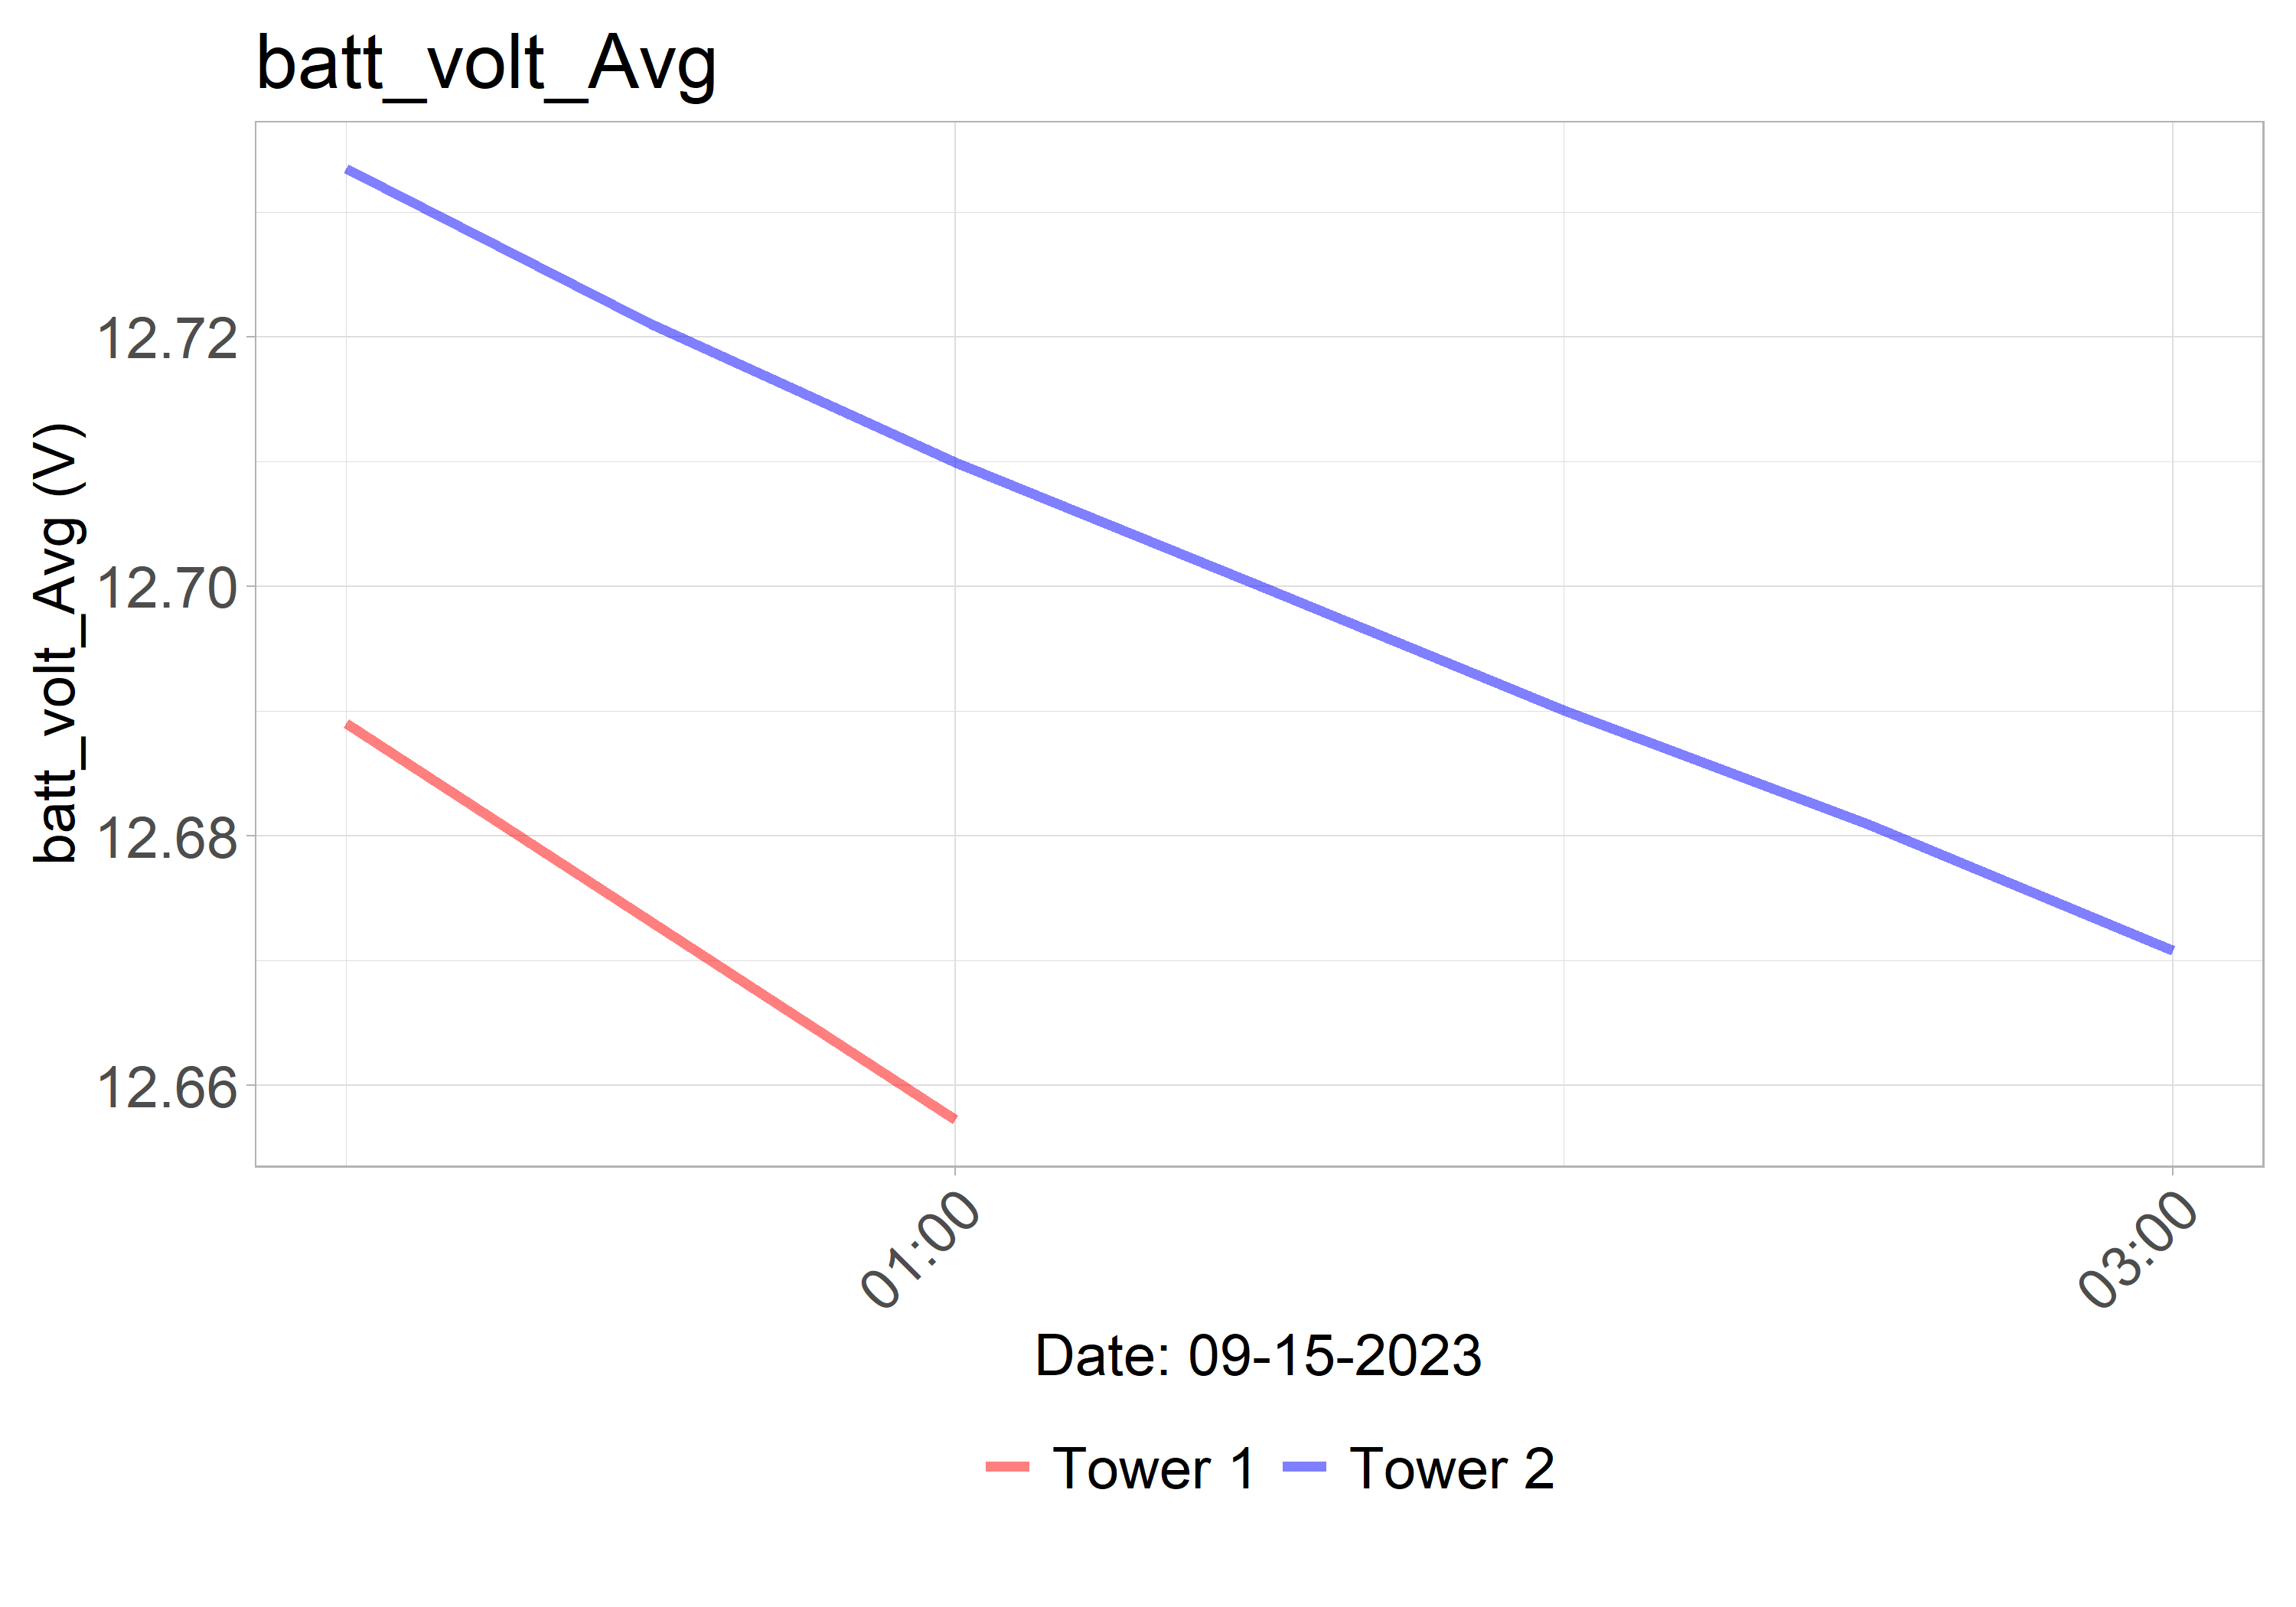 batt_volt_Avg
batt_volt_Avg (V)
12.72
12.70
12.68
12.66
01:00
03:00
Date: 09-15-2023
Tower 1
Tower 2